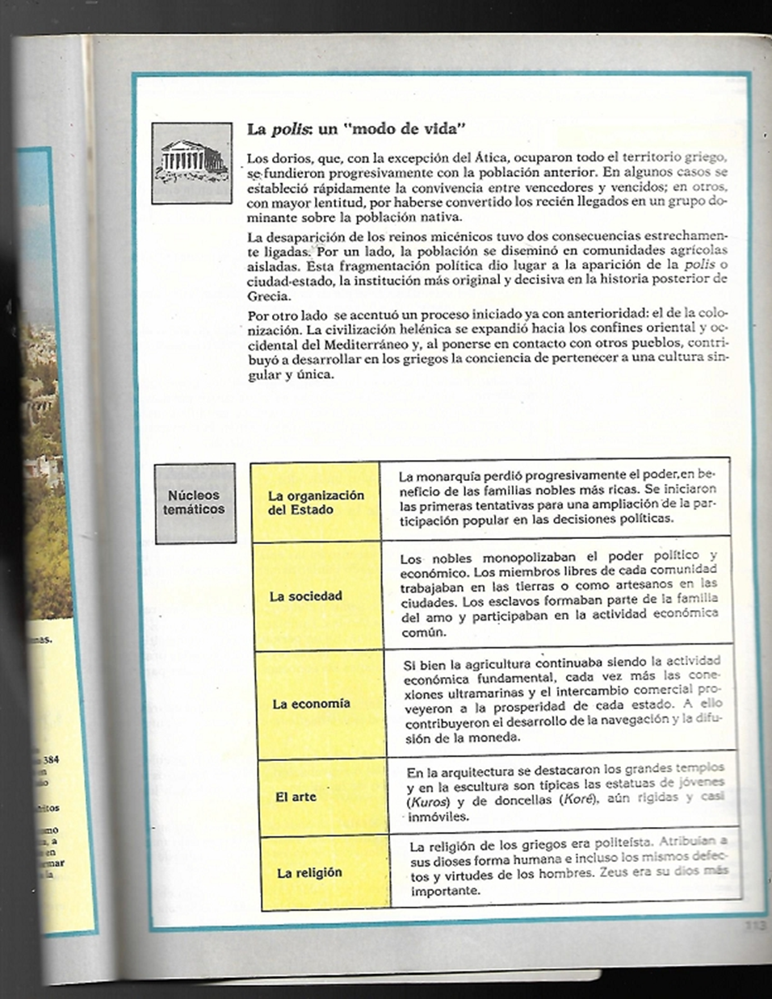 La polis: un "modo de vida"
Los dorios, que, con la excepción del Ática, ocuparon todo el territorio griego,
se fundieron progresivamente con la población anterior. En algunos casos se
estableció rápidamente la convivencia entre vencedores y vencidos; en otros,
con mayor lentitud, por haberse convertido los recién llegados en un grupo do-
minante sobre la población nativa.
La desaparición de los reinos micénicos tuvo dos consecuencias estrechamen-
te ligadas. Por un lado, la población se diseminó en comunidades agrícolas
aisladas. Esta fragmentación política dio lugar a la aparición de la polis o
ciudad-estado, la institución más original y decisiva en la historia posterior de
Grecia.
Por otro lado se acentuó un proceso iniciado ya con anterioridad: el de la colo-
nización. La civilización helénica se expandió hacia los confines oriental y oc-
cidental del Mediterráneo y, al ponerse en contacto con otros pueblos, contri-
buyó a desarrollar en los griegos la conciencia de pertenecer a una cultura sin-
gular y única.
Núcleos
temáticos
La organización
del Estado
La monarquía perdió progresivamente el poder,en be-
neficio de las familias nobles más ricas. Se iniciaron
las primeras tentativas para una ampliación de la par-
ticipación popular en las decisiones políticas.
La sociedad
Los nobles monopolizaban el poder político y
económico. Los miembros libres de cada comunidad
trabajaban en las tierras o como artesanos en las
ciudades. Los esclavos formaban parte de la familia
del amo y participaban en la actividad económica
común.
La economía
Si bien la agricultura continuaba siendo la actividad
económica fundamental, cada vez más las cone-
xiones ultramarinas y el intercambio comercial pro-
veyeron a la prosperidad de cada estado. A ello
contribuyeron el desarrollo de la navegación y la difu-
sión de la moneda.
El arte
En la arquitectura se destacaron los grandes templos
y en la escultura son típicas las estatuas de jóvenes
(Kuros) y de doncellas (Koré), aún rígidas y casi
inmóviles.
La religión
La religión de los griegos era politeísta. Atribuían a
sus dioses forma humana e incluso los mismos defec-
tos y virtudes de los hombres. Zeus era su dios más
importante.
113
384
a
en
la